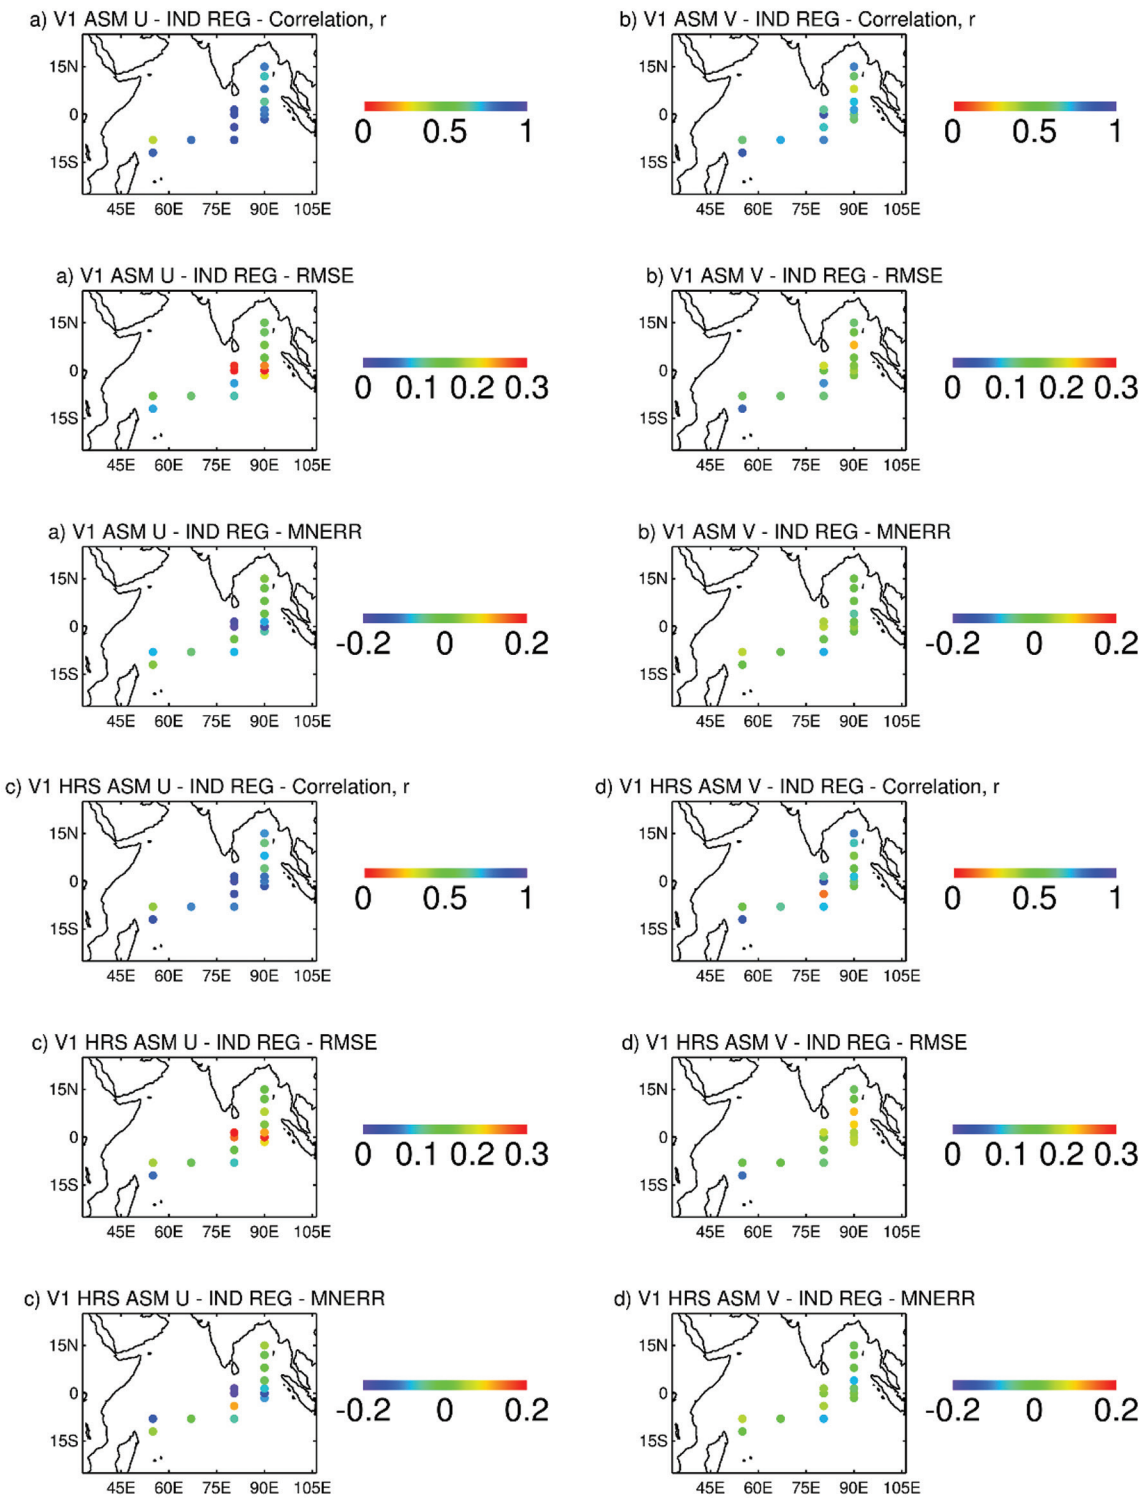 a) V1 ASM U - IND REG - Correlation, r
15N
0
15S
45E 60E 75E 90E 105E
0 0.5 1
b) V1 ASM V - IND REG - Correlation, r
15N
0
15S
45E 60E 75E 90E 105E
0 0.5 1
a) V1 ASM U - IND REG - RMSE
15N
0
15S
45E 60E 75E 90E 105E
0 0.1 0.2 0.3
b) V1 ASM V - IND REG - RMSE
15N
0
15S
45E 60E 75E 90E 105E
0 0.1 0.2 0.3
a) V1 ASM U - IND REG - MNERR
15N
0
15S
45E 60E 75E 90E 105E
-0.2 0 0.2
b) V1 ASM V - IND REG - MNERR
15N
0
15S
45E 60E 75E 90E 105E
-0.2 0 0.2
c) V1 HRS ASM U - IND REG - Correlation, r
15N
0
15S
45E 60E 75E 90E 105E
0 0.5 1
d) V1 HRS ASM V - IND REG - Correlation, r
15N
0
15S
45E 60E 75E 90E 105E
0 0.5 1
c) V1 HRS ASM U - IND REG - RMSE
15N
0
15S
45E 60E 75E 90E 105E
0 0.1 0.2 0.3
d) V1 HRS ASM V - IND REG - RMSE
15N
0
15S
45E 60E 75E 90E 105E
0 0.1 0.2 0.3
c) V1 HRS ASM U - IND REG - MNERR
15N
0
15S
45E 60E 75E 90E 105E
-0.2 0 0.2
d) V1 HRS ASM V - IND REG - MNERR
15N
0
15S
45E 60E 75E 90E 105E
-0.2 0 0.2